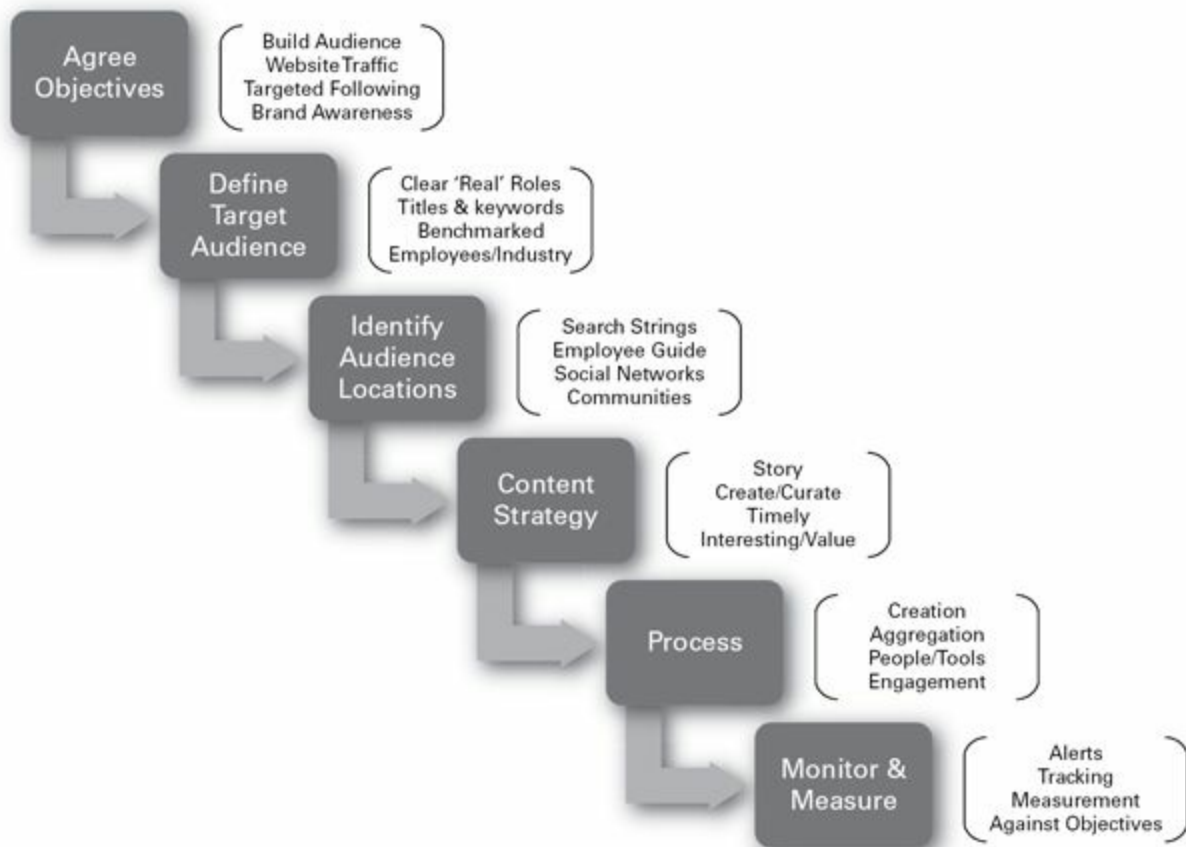 Agree
Objectives
Build Audience
Website Traffic
Targeted Following
Brand Awareness
Define
Target
Audience
Clear ‘Real’ Roles
Titles & keywords
Benchmarked
Employees/Industry
Identify
Audience
Locations
Search Strings
Employee Guide
Social Networks
Communities
Content
Strategy
Story
Create/Curate
Timely
Interesting/Value
Process
Creation
Aggregation
People/Tools
Engagement
Monitor &
Measure
Alerts
Tracking
Measurement
Against Objectives